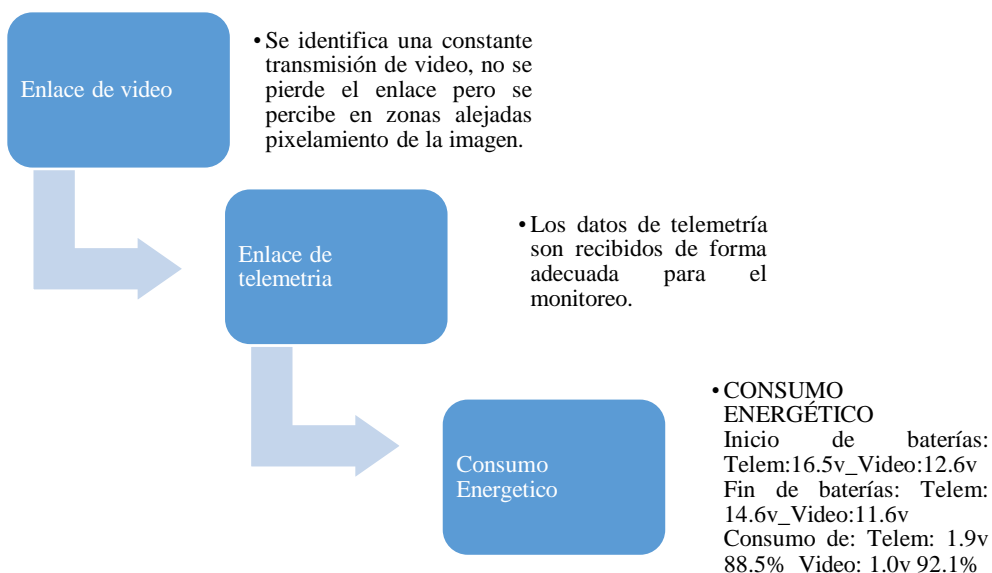 Enlace de video
• Se identifica una constante
transmisión de video, no se
pierde el enlace pero se
percibe en zonas alejadas
pixelamiento de la imagen.
Enlace de
telemetria
• Los datos de telemetría
son recibidos de forma
adecuada para el
monitoreo.
Consumo
Energetico
• CONSUMO
ENERGÉTICO
Inicio de baterías:
Telem:16.5v_Video:12.6v
Fin de baterías: Telem:
14.6v_Video:11.6v
Consumo de: Telem: 1.9v
88.5% Video: 1.0v 92.1%